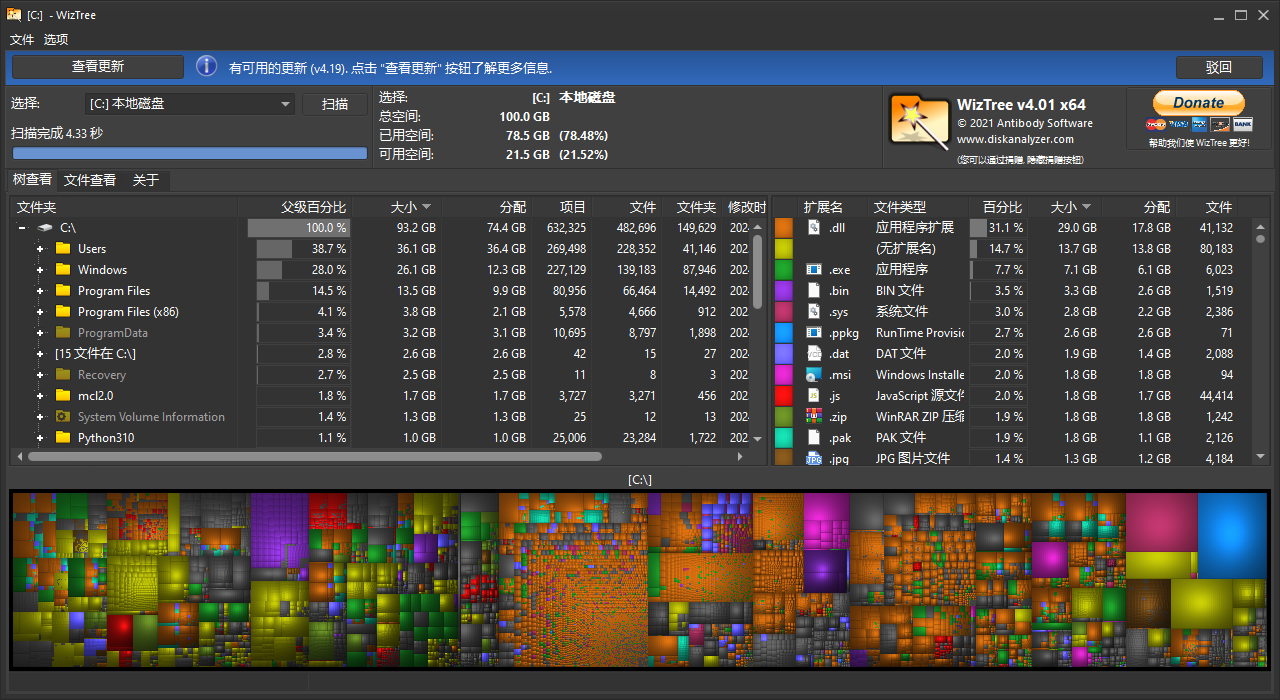 [C:] - WizTree
文件 选项
查看更新 有可用的更新 (v4.19). 点击 "查看更新" 按钮了解更多信息. 驳回
选择: [C:] 本地磁盘 扫描
扫描完成 4.33 秒
选择: [C:] 本地磁盘
总空间: 100.0 GB
已用空间: 78.5 GB (78.48%)
可用空间: 21.5 GB (21.52%)
WizTree v4.01 x64
© 2021 Antibody Software
www.diskanalyzer.com
(您可以通过捐赠, 隐藏捐赠按钮)
Donate
BANK
帮助我们使 WizTree 更好!
树查看 文件查看 关于
文件夹 父级百分比 大小 分配 项目 文件 文件夹 修改时
C:\ 100.0 % 93.2 GB 74.4 GB 632,325 482,696 149,629
Users 38.7 % 36.1 GB 36.4 GB 269,498 228,352 41,146 202
Windows 28.0 % 26.1 GB 12.3 GB 227,129 139,183 87,946 202
Program Files 14.5 % 13.5 GB 9.9 GB 80,956 66,464 14,492 202
Program Files (x86) 4.1 % 3.8 GB 2.1 GB 5,578 4,666 912 202
ProgramData 3.4 % 3.2 GB 3.1 GB 10,695 8,797 1,898 202
[15 文件在 C:\] 2.8 % 2.6 GB 2.6 GB 42 15 27 202
Recovery 2.7 % 2.5 GB 2.5 GB 11 8 3 202
mcl2.0 1.8 % 1.7 GB 1.7 GB 3,727 3,271 456 202
System Volume Information 1.4 % 1.3 GB 1.3 GB 25 12 13 202
Python310 1.1 % 1.0 GB 1.0 GB 25,006 23,284 1,722 202
扩展名 文件类型 百分比 大小 分配 文件
.dll 应用程序扩展 31.1 % 29.0 GB 17.8 GB 41,132
(无扩展名) 14.7 % 13.7 GB 13.8 GB 80,183
.exe 应用程序 7.7 % 7.1 GB 6.1 GB 6,023
.bin BIN 文件 3.5 % 3.3 GB 2.6 GB 1,519
.sys 系统文件 3.0 % 2.8 GB 2.2 GB 2,386
.ppkg RunTime Provisic 2.7 % 2.6 GB 2.6 GB 71
.dat DAT 文件 2.0 % 1.9 GB 1.4 GB 2,088
.msi Windows Installe 2.0 % 1.8 GB 1.8 GB 94
.js JavaScript 源文件 2.0 % 1.8 GB 1.7 GB 44,414
.zip WinRAR ZIP 压缩 1.9 % 1.8 GB 1.8 GB 1,242
.pak PAK 文件 1.9 % 1.8 GB 1.1 GB 2,126
.jpg JPG 图片文件 1.4 % 1.3 GB 1.2 GB 4,184
[C:\]